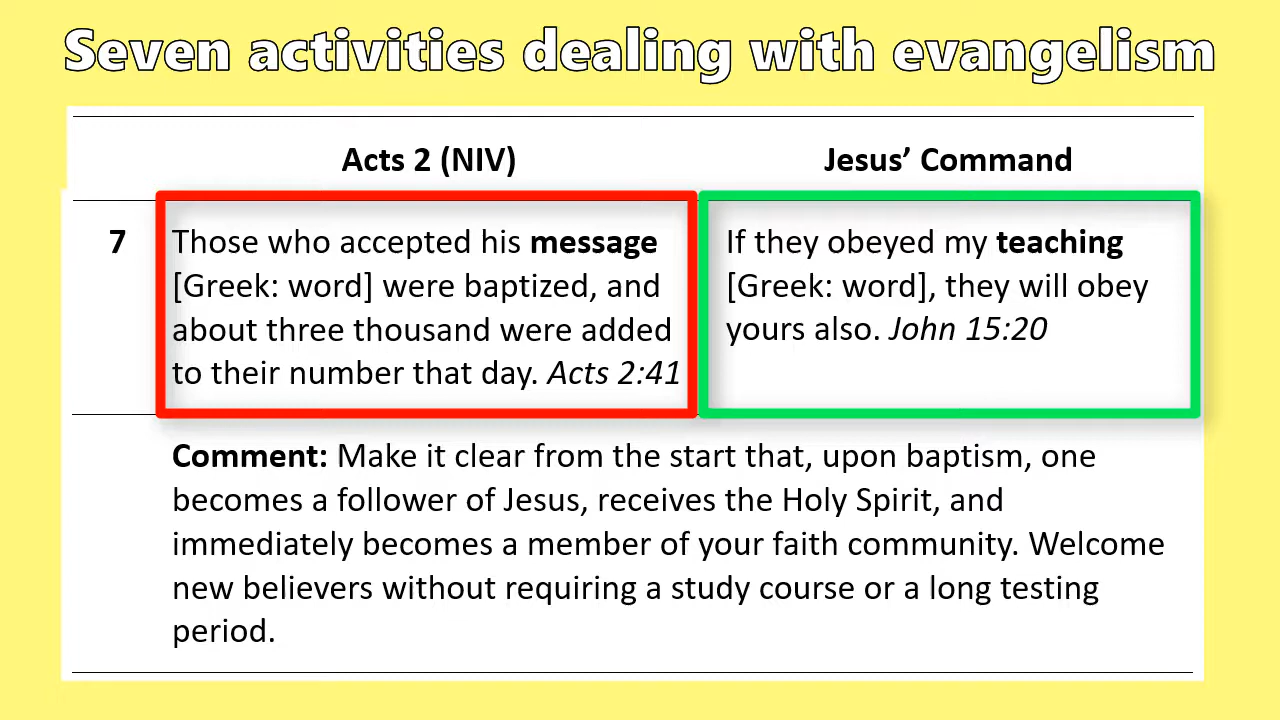 Seven activities dealing with evangelism
Acts 2 (NIV)
Jesus’ Command
7
Those who accepted his message
[Greek: word] were baptized, and
about three thousand were added
to their number that day. Acts 2:41
If they obeyed my teaching
[Greek: word], they will obey
yours also. John 15:20
Comment: Make it clear from the start that, upon baptism, one
becomes a follower of Jesus, receives the Holy Spirit, and
immediately becomes a member of your faith community. Welcome
new believers without requiring a study course or a long testing
period.